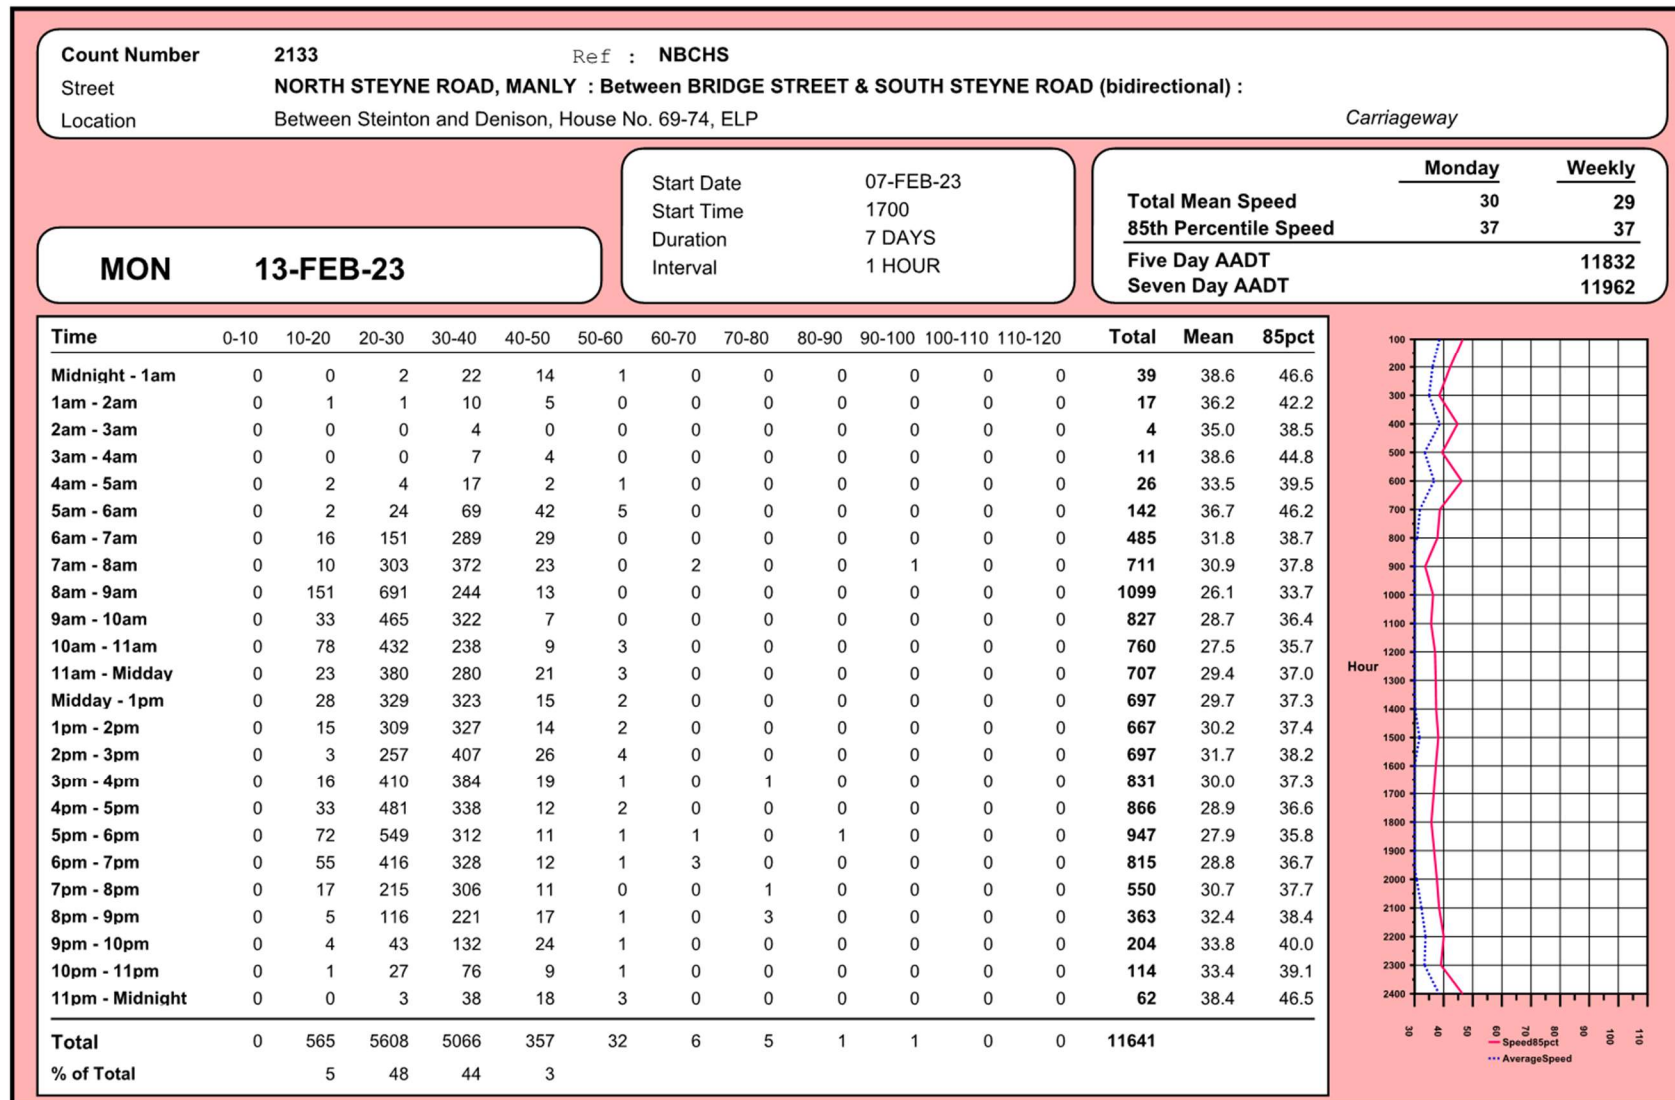 Count Number 2133 Ref : NBCHS
Street NORTH STEYNE ROAD, MANLY : Between BRIDGE STREET & SOUTH STEYNE ROAD (bidirectional) :
Location Between Steinton and Denison, House No. 69-74, ELP Carriageway
MON 13-FEB-23
Start Date 07-FEB-23
Start Time 1700
Duration 7 DAYS
Interval 1 HOUR
Monday Weekly
Total Mean Speed 30 29
85th Percentile Speed 37 37
Five Day AADT 11832
Seven Day AADT 11962
Time 0-10 10-20 20-30 30-40 40-50 50-60 60-70 70-80 80-90 90-100 100-110 110-120 Total Mean 85pct
Midnight - 1am 0 0 2 22 14 1 0 0 0 0 0 0 39 38.6 46.6
1am - 2am 0 1 1 10 5 0 0 0 0 0 0 0 17 36.2 42.2
2am - 3am 0 0 0 4 0 0 0 0 0 0 0 0 4 35.0 38.5
3am - 4am 0 0 0 7 4 0 0 0 0 0 0 0 11 38.6 44.8
4am - 5am 0 2 4 17 2 1 0 0 0 0 0 0 26 33.5 39.5
5am - 6am 0 2 24 69 42 5 0 0 0 0 0 0 142 36.7 46.2
6am - 7am 0 16 151 289 29 0 0 0 0 0 0 0 485 31.8 38.7
7am - 8am 0 10 303 372 23 0 2 0 0 1 0 0 711 30.9 37.8
8am - 9am 0 151 691 244 13 0 0 0 0 0 0 0 1099 26.1 33.7
9am - 10am 0 33 465 322 7 0 0 0 0 0 0 0 827 28.7 36.4
10am - 11am 0 78 432 238 9 3 0 0 0 0 0 0 760 27.5 35.7
11am - Midday 0 23 380 280 21 3 0 0 0 0 0 0 707 29.4 37.0
Midday - 1pm 0 28 329 323 15 2 0 0 0 0 0 0 697 29.7 37.3
1pm - 2pm 0 15 309 327 14 2 0 0 0 0 0 0 667 30.2 37.4
2pm - 3pm 0 3 257 407 26 4 0 0 0 0 0 0 697 31.7 38.2
3pm - 4pm 0 16 410 384 19 1 0 1 0 0 0 0 831 30.0 37.3
4pm - 5pm 0 33 481 338 12 2 0 0 0 0 0 0 866 28.9 36.6
5pm - 6pm 0 72 549 312 11 1 1 0 1 0 0 0 947 27.9 35.8
6pm - 7pm 0 55 416 328 12 1 3 0 0 0 0 0 815 28.8 36.7
7pm - 8pm 0 17 215 306 11 0 0 1 0 0 0 0 550 30.7 37.7
8pm - 9pm 0 5 116 221 17 1 0 3 0 0 0 0 363 32.4 38.4
9pm - 10pm 0 4 43 132 24 1 0 0 0 0 0 0 204 33.8 40.0
10pm - 11pm 0 1 27 76 9 1 0 0 0 0 0 0 114 33.4 39.1
11pm - Midnight 0 0 3 38 18 3 0 0 0 0 0 0 62 38.4 46.5
Total 0 565 5608 5066 357 32 6 5 1 1 0 0 11641
% of Total 5 48 44 3
100
200
300
400
500
600
700
800
900
1000
1100
1200
Hour
1300
1400
1500
1600
1700
1800
1900
2000
2100
2200
2300
2400
30 40 50 60 70 80 90 100 110
Speed85pct
AverageSpeed